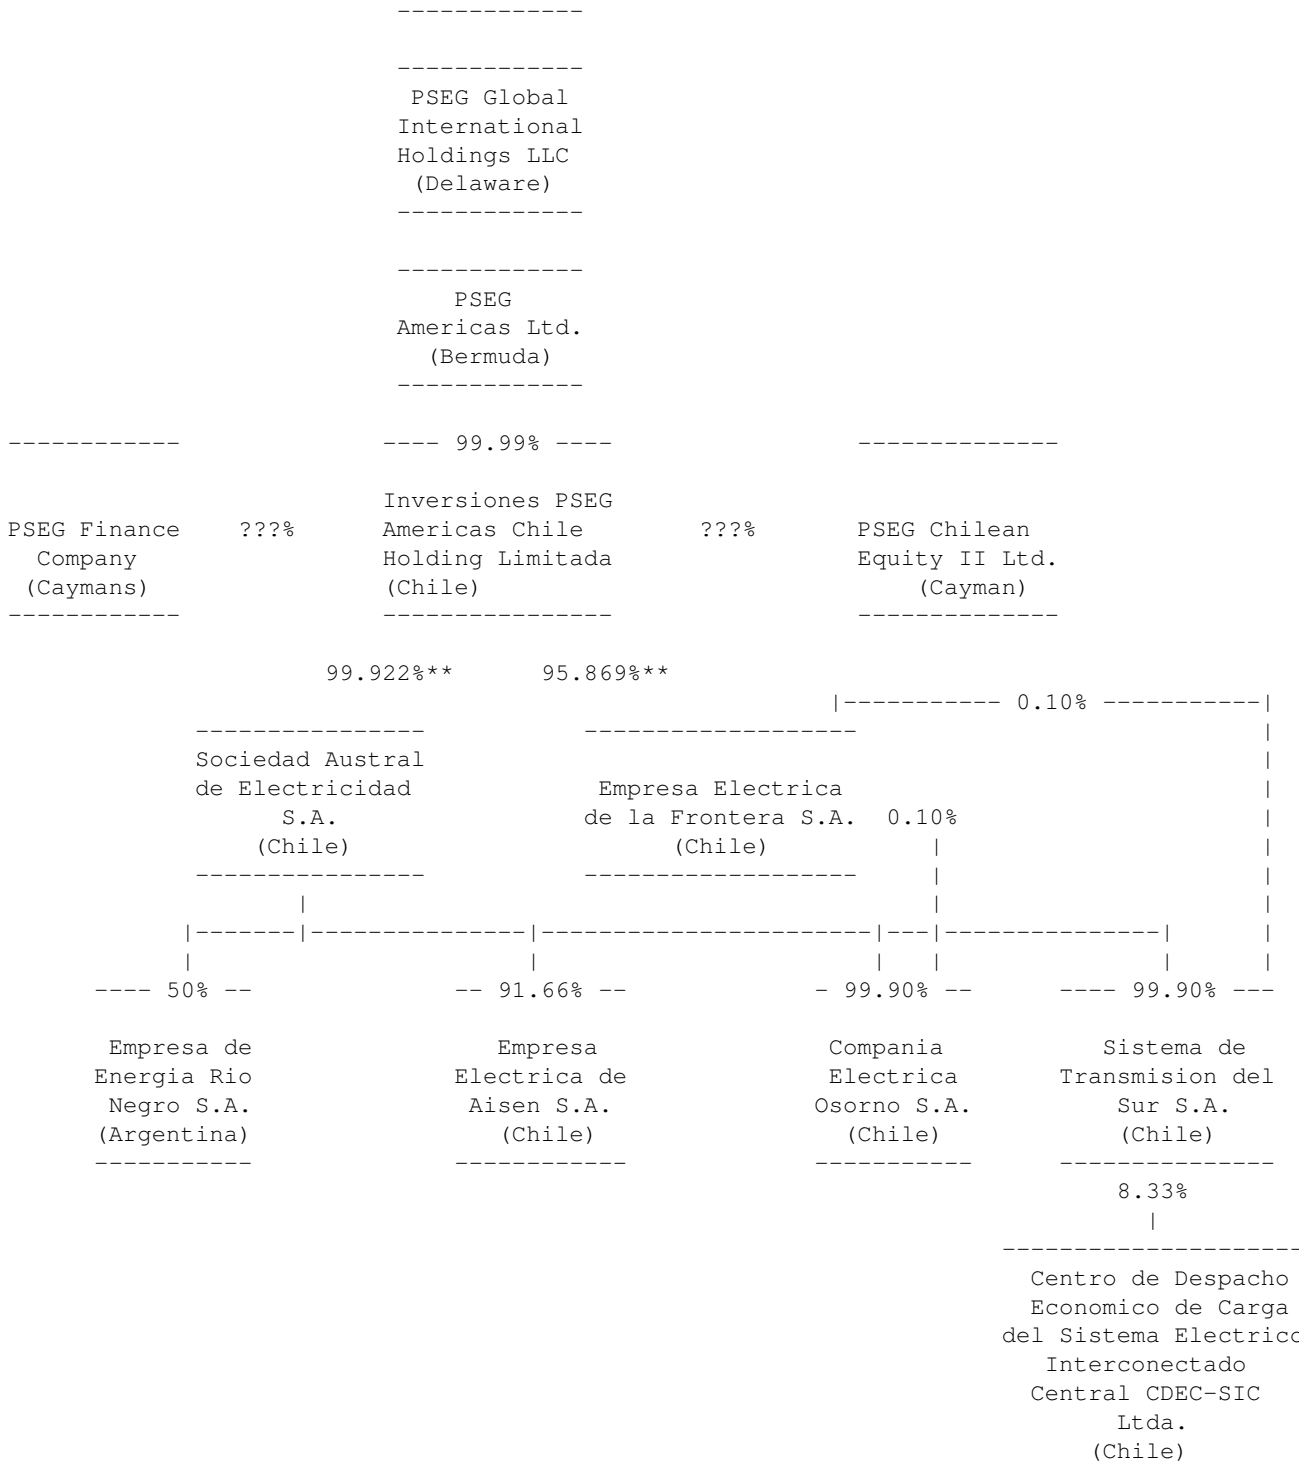 -------------
-------------
PSEG Global
International
Holdings LLC
(Delaware)
-------------
-------------
PSEG
Americas Ltd.
(Bermuda)
-------------
------------ ---- 99.99% ---- --------------
Inversiones PSEG
PSEG Finance ???% Americas Chile ???% PSEG Chilean
Company Holding Limitada Equity II Ltd.
(Caymans) (Chile) (Cayman)
------------ ---------------- --------------
99.922%** 95.869%**
|----------- 0.10% -----------|
---------------- ------------------- |
Sociedad Austral |
de Electricidad Empresa Electrica |
S.A. de la Frontera S.A. 0.10% |
(Chile) (Chile) | |
---------------- ------------------- | |
| | |
|-------|---------------|-----------------------|---|---------------| |
| | | | | |
---- 50% -- -- 91.66% -- - 99.90% -- ---- 99.90% ---
Empresa de Empresa Compania Sistema de
Energia Rio Electrica de Electrica Transmision del
Negro S.A. Aisen S.A. Osorno S.A. Sur S.A.
(Argentina) (Chile) (Chile) (Chile)
----------- ------------ ----------- ---------------
8.33%
|
---------------------
Centro de Despacho
Economico de Carga
del Sistema Electrico
Interconectado
Central CDEC-SIC
Ltda.
(Chile)